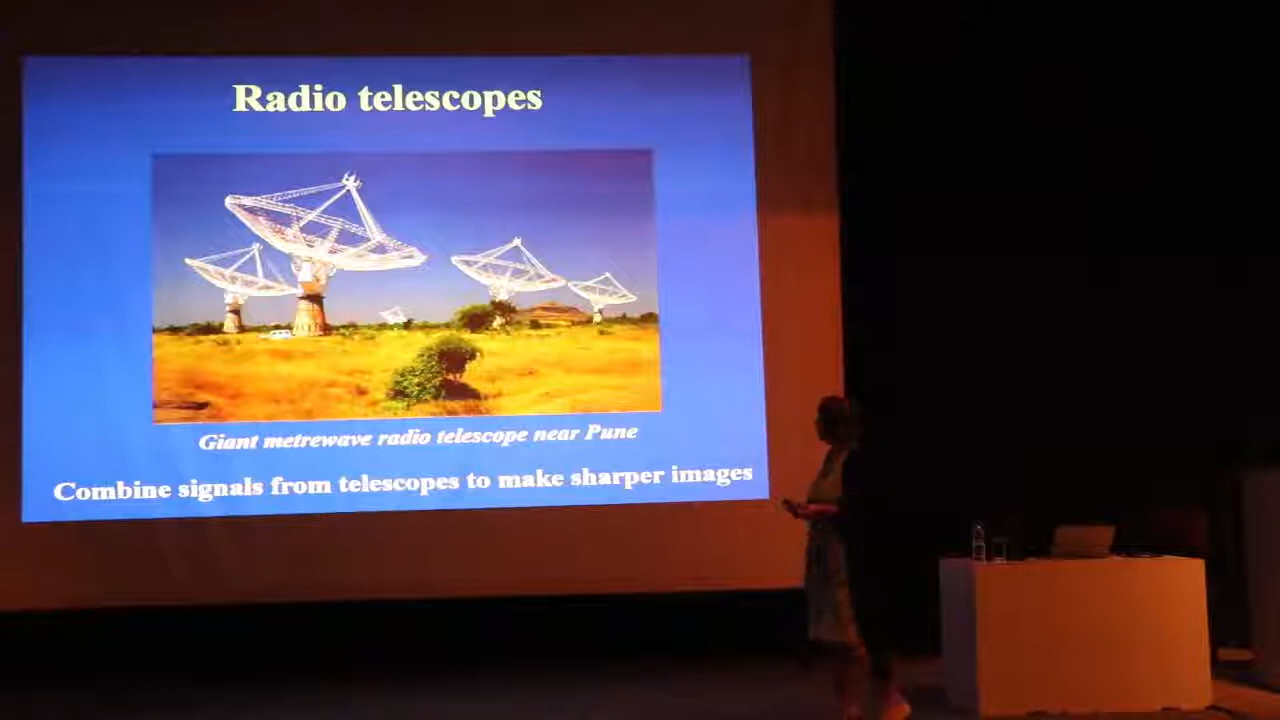 Radio telescopes
Giant metrewave radio telescope near Pune
Combine signals from telescopes to make sharper images